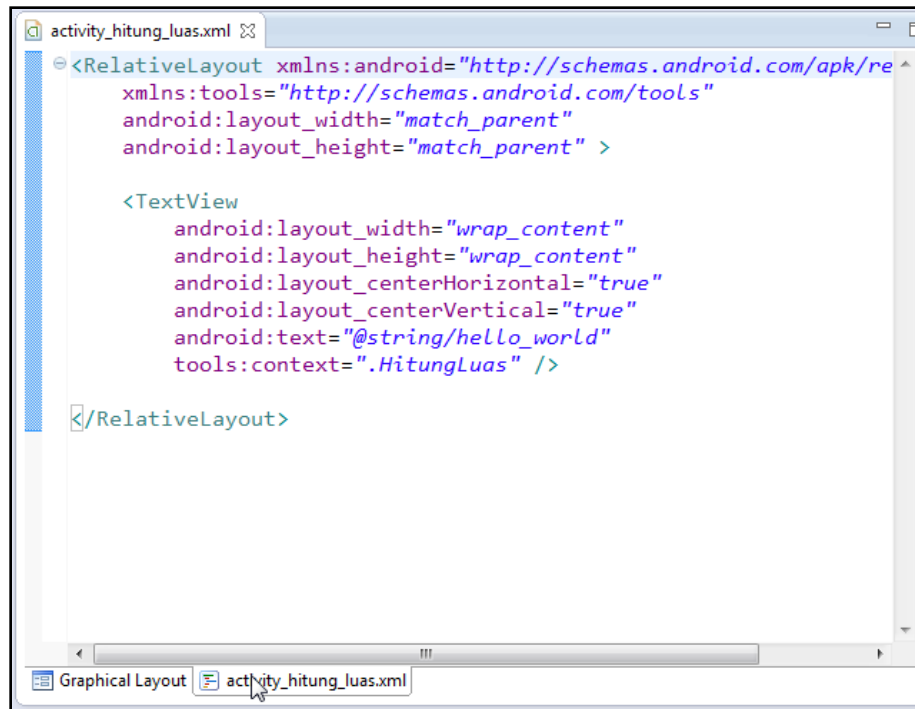 activity_hitung_luas.xml
<RelativeLayout xmlns:android="http://schemas.android.com/apk/re
    xmlns:tools="http://schemas.android.com/tools"
    android:layout_width="match_parent"
    android:layout_height="match_parent" >

    <TextView
        android:layout_width="wrap_content"
        android:layout_height="wrap_content"
        android:layout_centerHorizontal="true"
        android:layout_centerVertical="true"
        android:text="@string/hello_world"
        tools:context=".HitungLuas" />

</RelativeLayout>
Graphical Layout activity_hitung_luas.xml